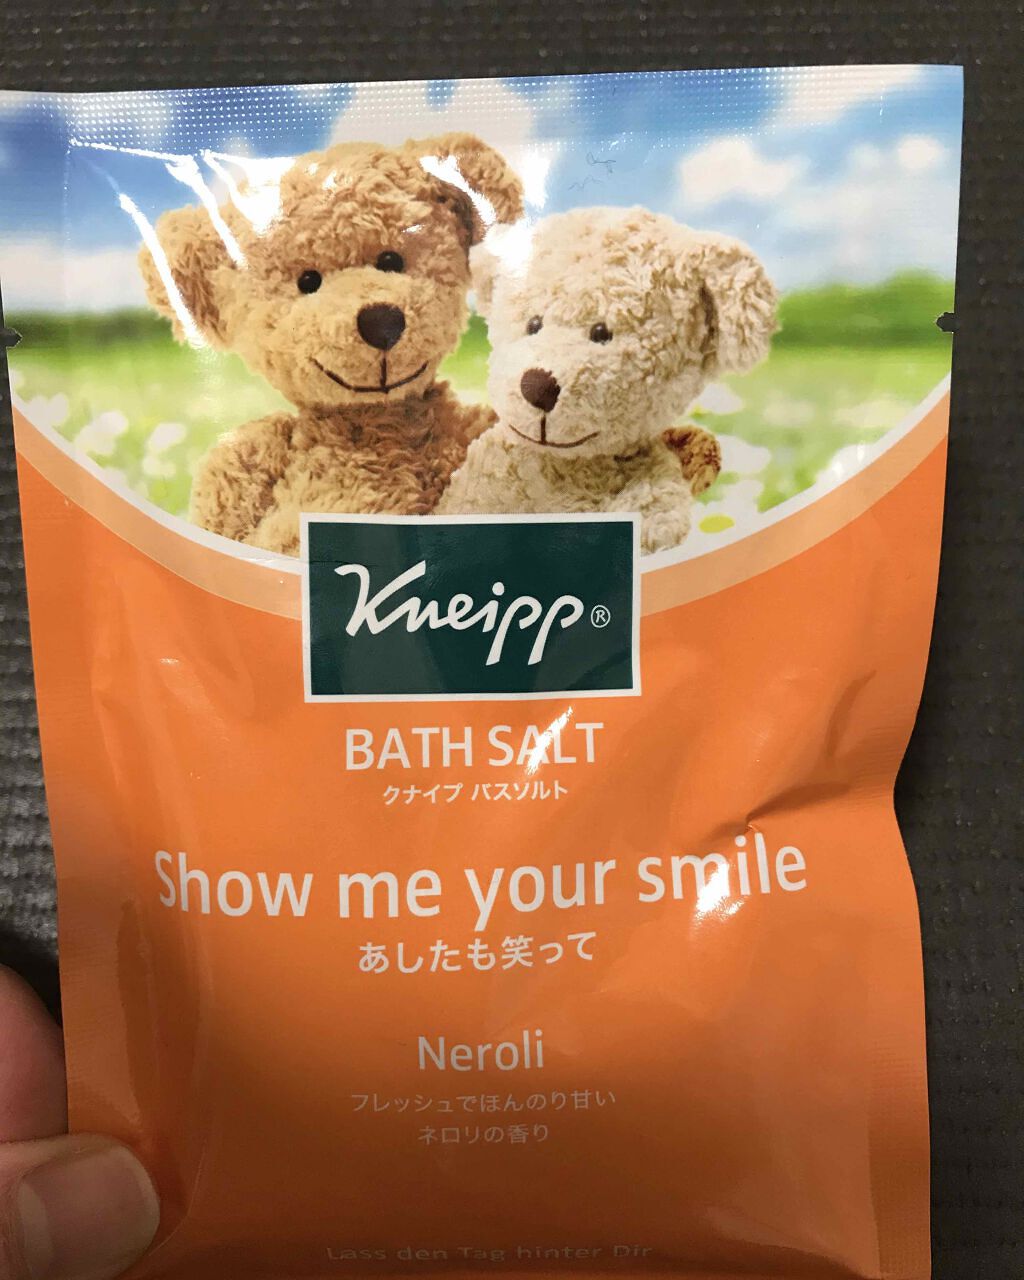 Kneipp®
BATH SALT
クナイプ バスソルト
Show me your smile
あしたも笑って
Neroli
フレッシュでほんのり甘い
ネロリの香り
Lass den Tag hinter Dir